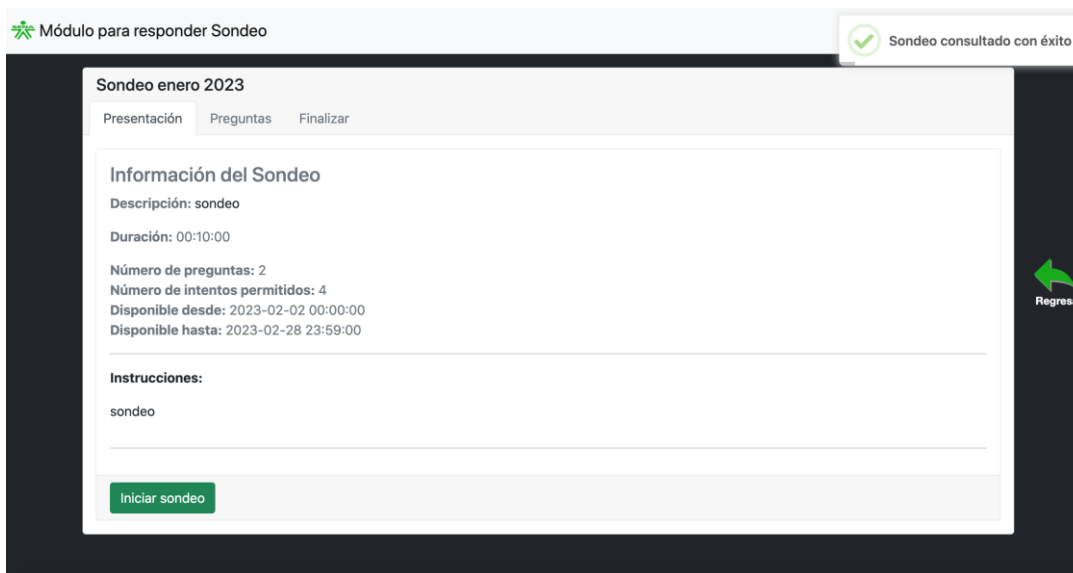 Módulo para responder Sondeo
Sondeo consultado con éxito
Sondeo enero 2023
Presentación Preguntas Finalizar
Información del Sondeo
Descripción: sondeo
Duración: 00:10:00
Número de preguntas: 2
Número de intentos permitidos: 4
Disponible desde: 2023-02-02 00:00:00
Disponible hasta: 2023-02-28 23:59:00
Regres
Instrucciones:
sondeo
Iniciar sondeo